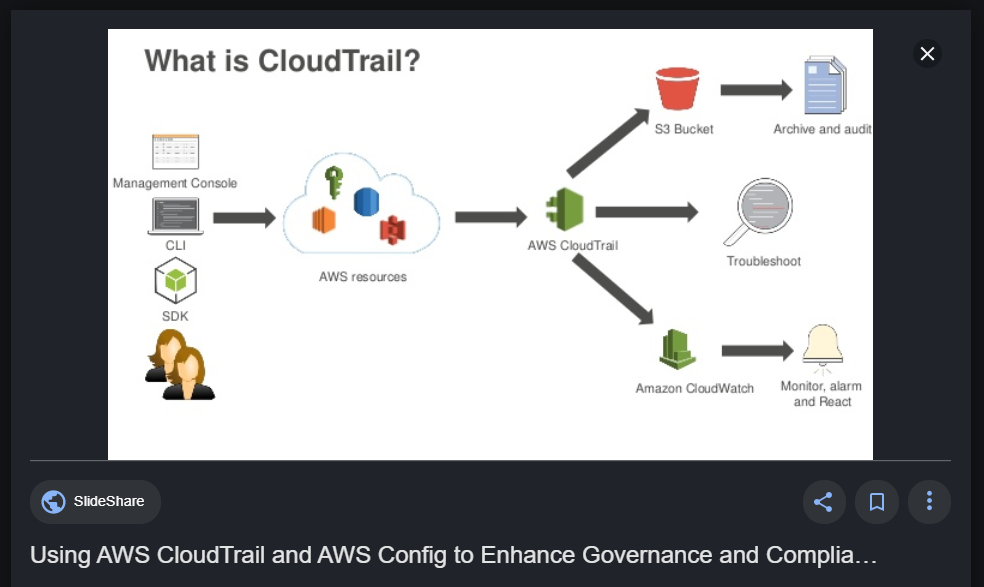 What is CloudTrail?
Management Console
CLI
SDK
AWS resources
AWS CloudTrail
S3 Bucket
Archive and audit
Troubleshoot
Amazon CloudWatch
Monitor, alarm
and React
SlideShare
Using AWS CloudTrail and AWS Config to Enhance Governance and Complia…